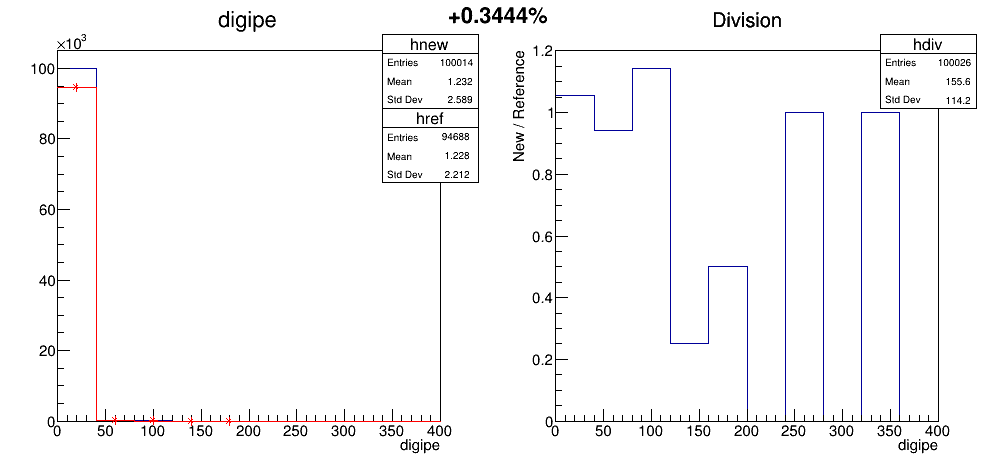 +0.3444%
digipe
×10³
hnew
Entries 100014
Mean 1.232
Std Dev 2.589
href
Entries 94688
Mean 1.228
Std Dev 2.212
100
80
60
40
20
0
0 50 100 150 200 250 300 350 400
digipe
Division
hdiv
Entries 100026
Mean 155.6
Std Dev 114.2
New / Reference
1.2
1
0.8
0.6
0.4
0.2
0
0 50 100 150 200 250 300 350 400
digipe